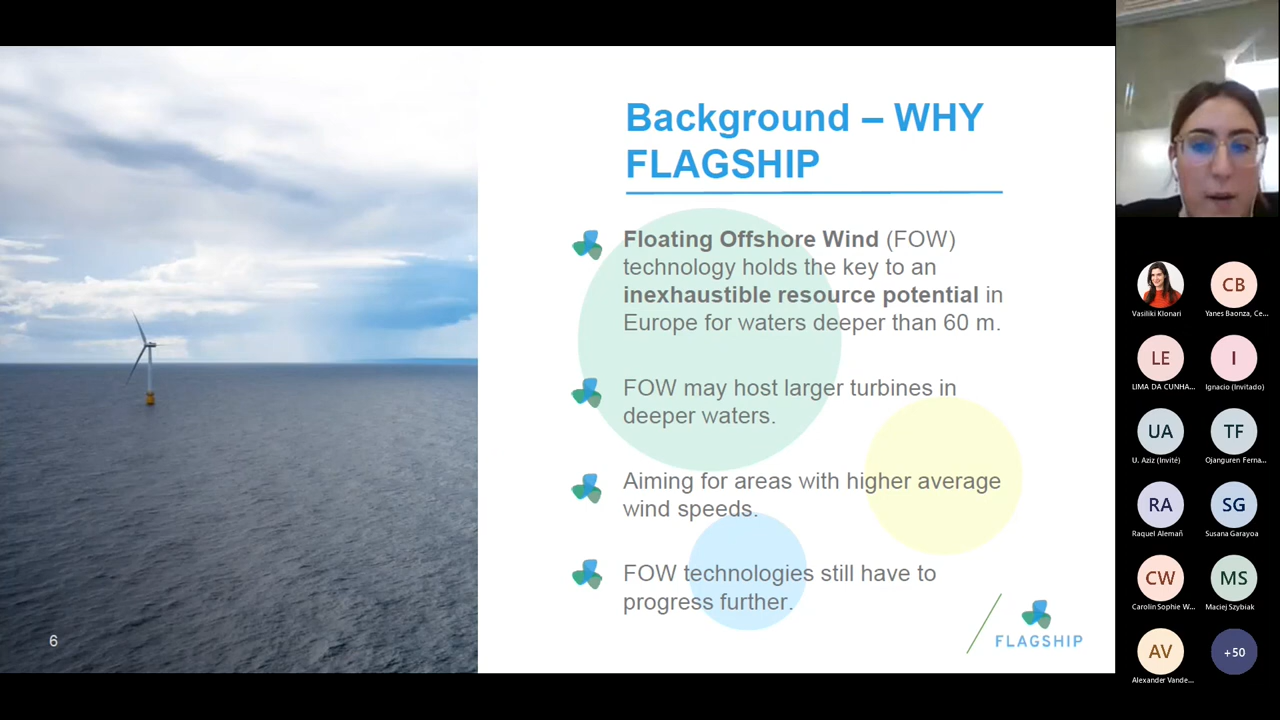 Background – WHY
FLAGSHIP
Floating Offshore Wind (FOW)
technology holds the key to an
inexhaustible resource potential in
Europe for waters deeper than 60 m.
FOW may host larger turbines in
deeper waters.
Aiming for areas with higher average
wind speeds.
FOW technologies still have to
progress further.
6
FLAGSHIP
Vasiliki Klonari
CB
Yanes Baonza, Ce...
LE
LIMA DA CUNHA...
I
Ignacio (Invitado)
UA
U. Aziz (Invité)
TF
Ojanguren Ferna...
RA
Raquel Alemañ
SG
Susana Garayoa
CW
Carolin Sophie W...
MS
Maciej Szybiak
AV
Alexander Vande...
+50